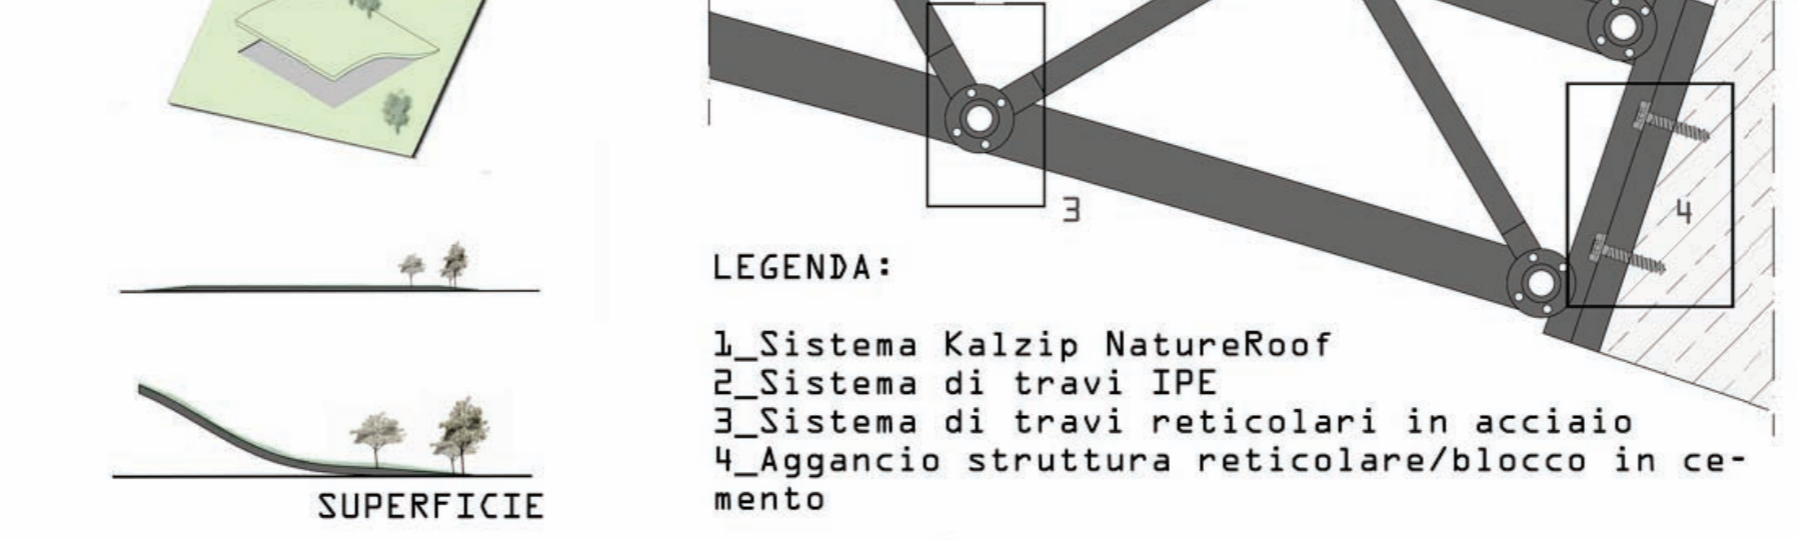 3
4
LEGENDA:
1_Sistema Kalzip NatureRoof
2_Sistema di travi IPE
3_Sistema di travi reticolari in acciaio
4_Aggancio struttura reticolare/blocco in ce-
mento
SUPERFICIE